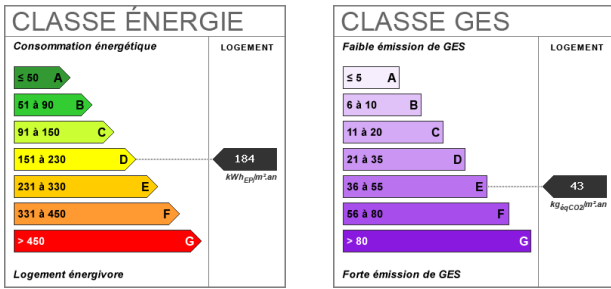 CLASSE ÉNERGIE
Consommation énergétique
LOGEMENT
≤ 50 A
51 à 90 B
91 à 150 C
151 à 230 D
184
kWhEP/m².an
231 à 330 E
331 à 450 F
> 450 G
Logement énergivore
CLASSE GES
Faible émission de GES
LOGEMENT
≤ 5 A
6 à 10 B
11 à 20 C
21 à 35 D
36 à 55 E
43
kgéqCO2/m².an
56 à 80 F
> 80 G
Forte émission de GES